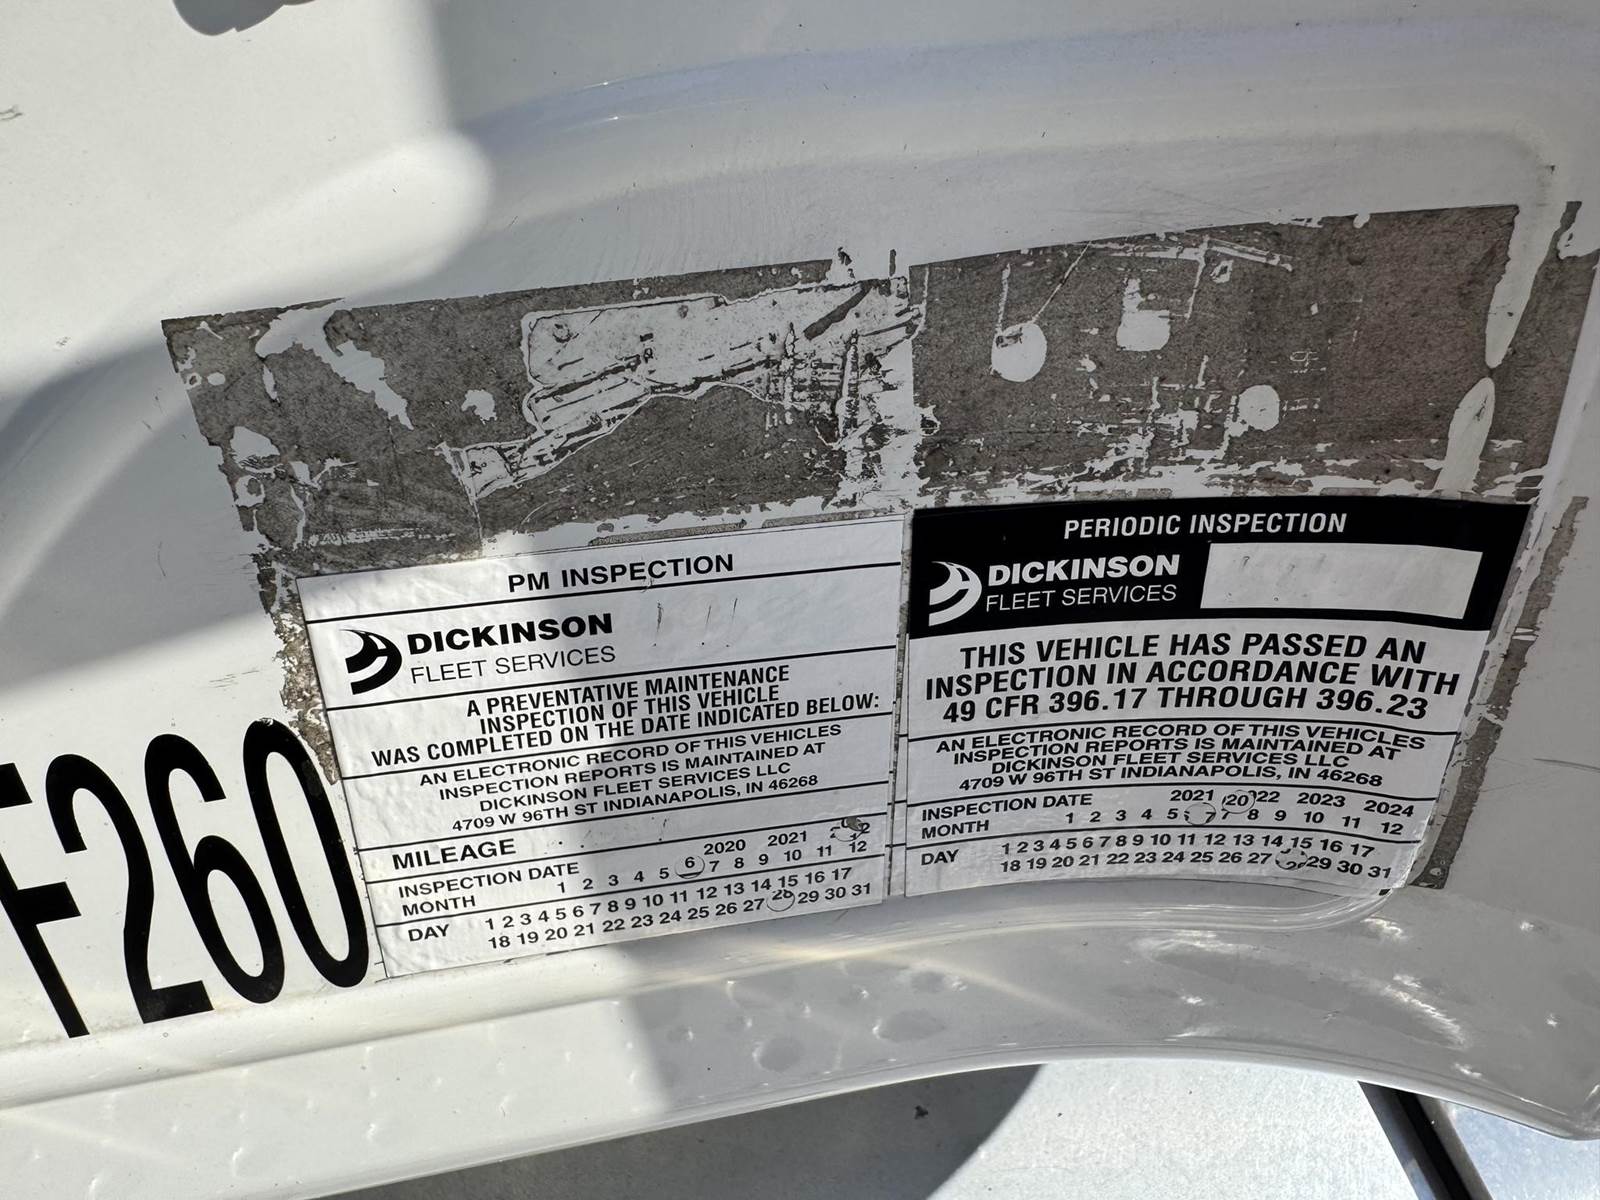 F260
PM INSPECTION
DICKINSON
FLEET SERVICES
A PREVENTATIVE MAINTENANCE
INSPECTION OF THIS VEHICLE
WAS COMPLETED ON THE DATE INDICATED BELOW:
AN ELECTRONIC RECORD OF THIS VEHICLES
INSPECTION REPORTS IS MAINTAINED AT
DICKINSON FLEET SERVICES LLC
4709 W 96TH ST INDIANAPOLIS, IN 46268
MILEAGE
INSPECTION DATE 2020 2021
MONTH 1 2 3 4 5 6 7 8 9 10 11 12
DAY 1 2 3 4 5 6 7 8 9 10 11 12 13 14 15 16 17
18 19 20 21 22 23 24 25 26 27 28 29 30 31
PERIODIC INSPECTION
DICKINSON
FLEET SERVICES
THIS VEHICLE HAS PASSED AN
INSPECTION IN ACCORDANCE WITH
49 CFR 396.17 THROUGH 396.23
AN ELECTRONIC RECORD OF THIS VEHICLES
INSPECTION REPORTS IS MAINTAINED AT
DICKINSON FLEET SERVICES LLC
4709 W 96TH ST INDIANAPOLIS, IN 46268
INSPECTION DATE 2021 2022 2023 2024
MONTH 1 2 3 4 5 7 8 9 10 11 12
DAY 1 2 3 4 5 6 7 8 9 10 11 12 13 14 15 16 17
18 19 20 21 22 23 24 25 26 27 29 30 31